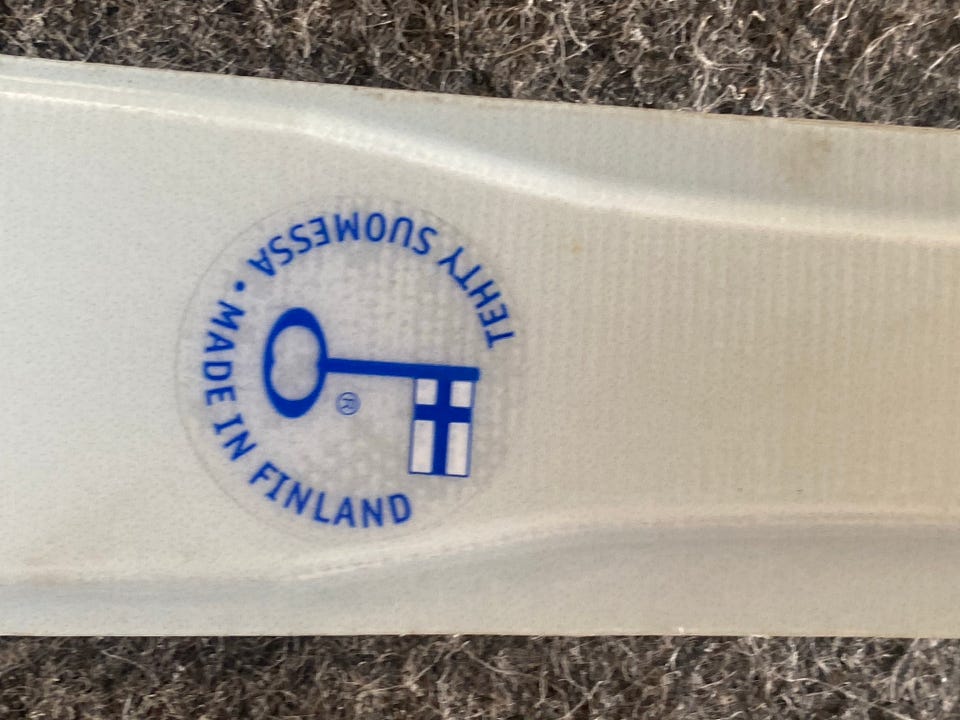 TEHTY SUOMESSA • MADE IN FINLAND
®